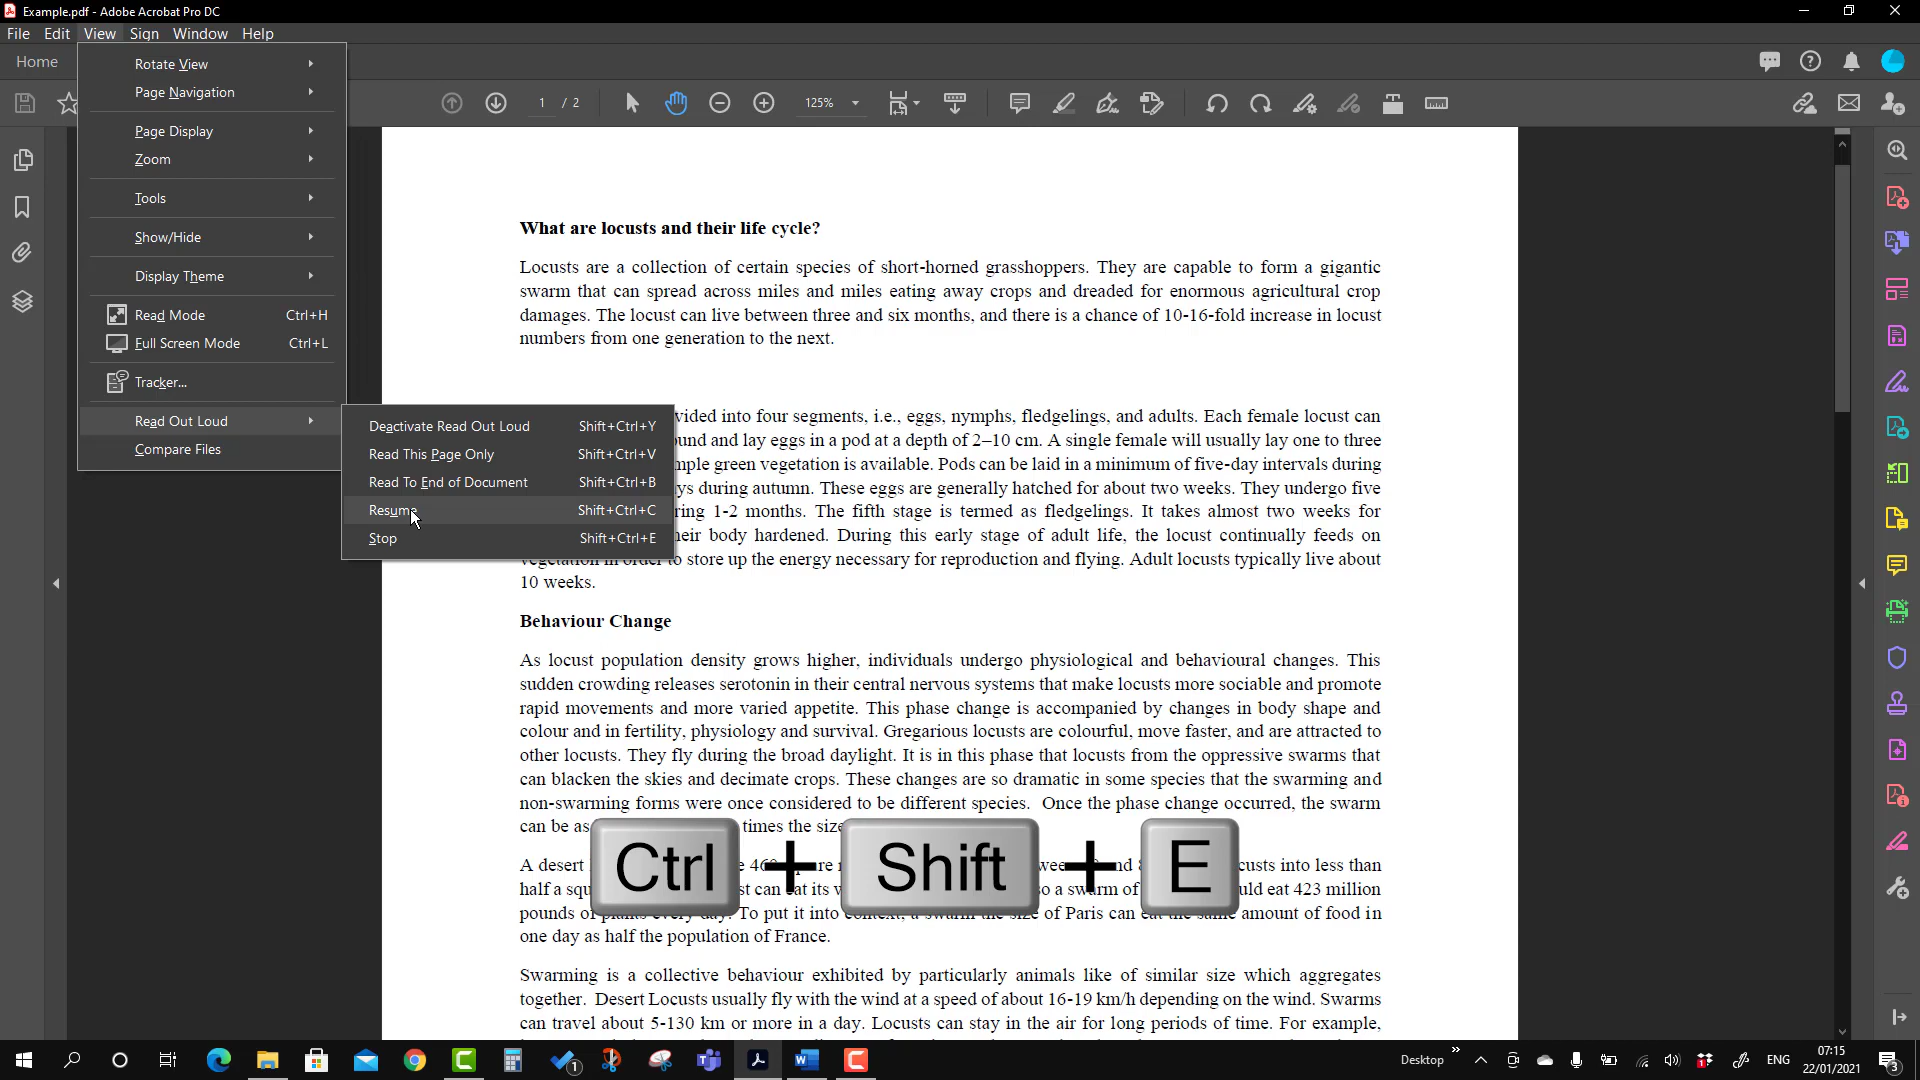 Example.pdf - Adobe Acrobat Pro DC
File Edit View Sign Window Help
Home
Rotate View
Page Navigation
Page Display
Zoom
Tools
Show/Hide
Display Theme
Read Mode Ctrl+H
Full Screen Mode Ctrl+L
Tracker...
Read Out Loud
Compare Files
Deactivate Read Out Loud Shift+Ctrl+Y
Read This Page Only Shift+Ctrl+V
Read To End of Document Shift+Ctrl+B
Resume Shift+Ctrl+C
Stop Shift+Ctrl+E
1 / 2
125%
What are locusts and their life cycle?
Locusts are a collection of certain species of short-horned grasshoppers. They are capable to form a gigantic
swarm that can spread across miles and miles eating away crops and dreaded for enormous agricultural crop
damages. The locust can live between three and six months, and there is a chance of 10-16-fold increase in locust
numbers from one generation to the next.
into four segments, i.e., eggs, nymphs, fledgelings, and adults. Each female locust can
and lay eggs in a pod at a depth of 2–10 cm. A single female will usually lay one to three
green vegetation is available. Pods can be laid in a minimum of five-day intervals during
during autumn. These eggs are generally hatched for about two weeks. They undergo five
1-2 months. The fifth stage is termed as fledgelings. It takes almost two weeks for
body hardened. During this early stage of adult life, the locust continually feeds on
vegetation in order to store up the energy necessary for reproduction and flying. Adult locusts typically live about
10 weeks.
Behaviour Change
As locust population density grows higher, individuals undergo physiological and behavioural changes. This
sudden crowding releases serotonin in their central nervous systems that make locusts more sociable and promote
rapid movements and more varied appetite. This phase change is accompanied by changes in body shape and
colour and in fertility, physiology and survival. Gregarious locusts are colourful, move faster, and are attracted to
other locusts. They fly during the broad daylight. It is in this phase that locusts from the oppressive swarms that
can blacken the skies and decimate crops. These changes are so dramatic in some species that the swarming and
non-swarming forms were once considered to be different species. Once the phase change occurred, the swarm
can be as times the size
A desert 460 into less than
half a can eat its so a swarm of eat 423 million
pounds of plants every day. To put it into context, a swarm the size of Paris can eat the same amount of food in
one day as half the population of France.
Swarming is a collective behaviour exhibited by particularly animals like of similar size which aggregates
together. Desert Locusts usually fly with the wind at a speed of about 16-19 km/h depending on the wind. Swarms
can travel about 5-130 km or more in a day. Locusts can stay in the air for long periods of time. For example,
Ctrl + Shift + E
1
Desktop
1
ENG
07:15
22/01/2021
3